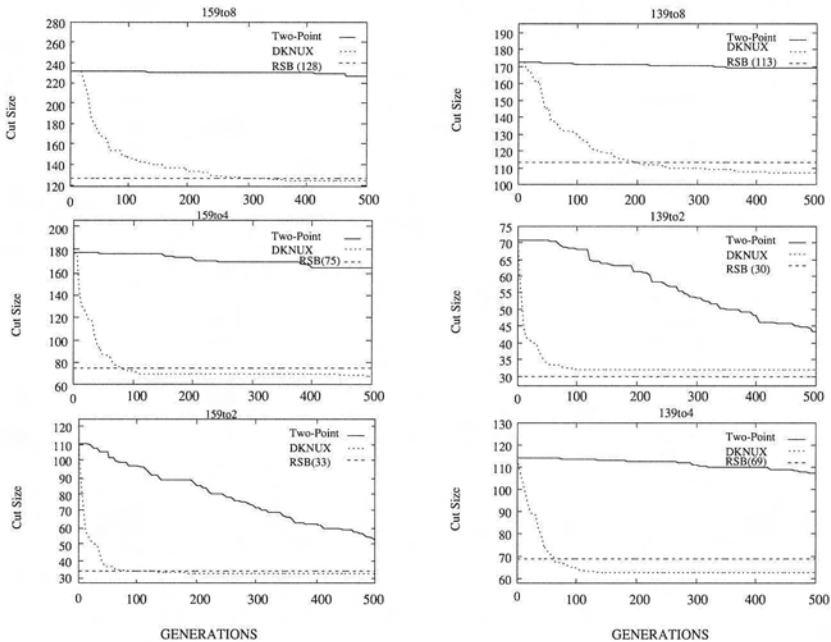 159to8
Cut Size
280
260
240
220
200
180
160
140
120
0
100
200
300
400
500
Two-Point
DKNUX
RSB (128)
139to8
Cut Size
190
180
170
160
150
140
130
120
110
100
0
100
200
300
400
500
Two-Point
DKNUX
RSB (113)
159to4
Cut Size
200
180
160
140
120
100
80
60
0
100
200
300
400
500
Two-Point
DKNUX
RSB(75)
139to2
Cut Size
75
70
65
60
55
50
45
40
35
30
25
0
100
200
300
400
500
Two-Point
DKNUX
RSB (30)
159to2
Cut Size
110
100
90
80
70
60
50
40
30
0
100
200
300
400
500
Two-Point
DKNUX
RSB(33)
GENERATIONS
139to4
Cut Size
130
120
110
100
90
80
70
60
0
100
200
300
400
500
Two-Point
DKNUX
RSB(69)
GENERATIONS